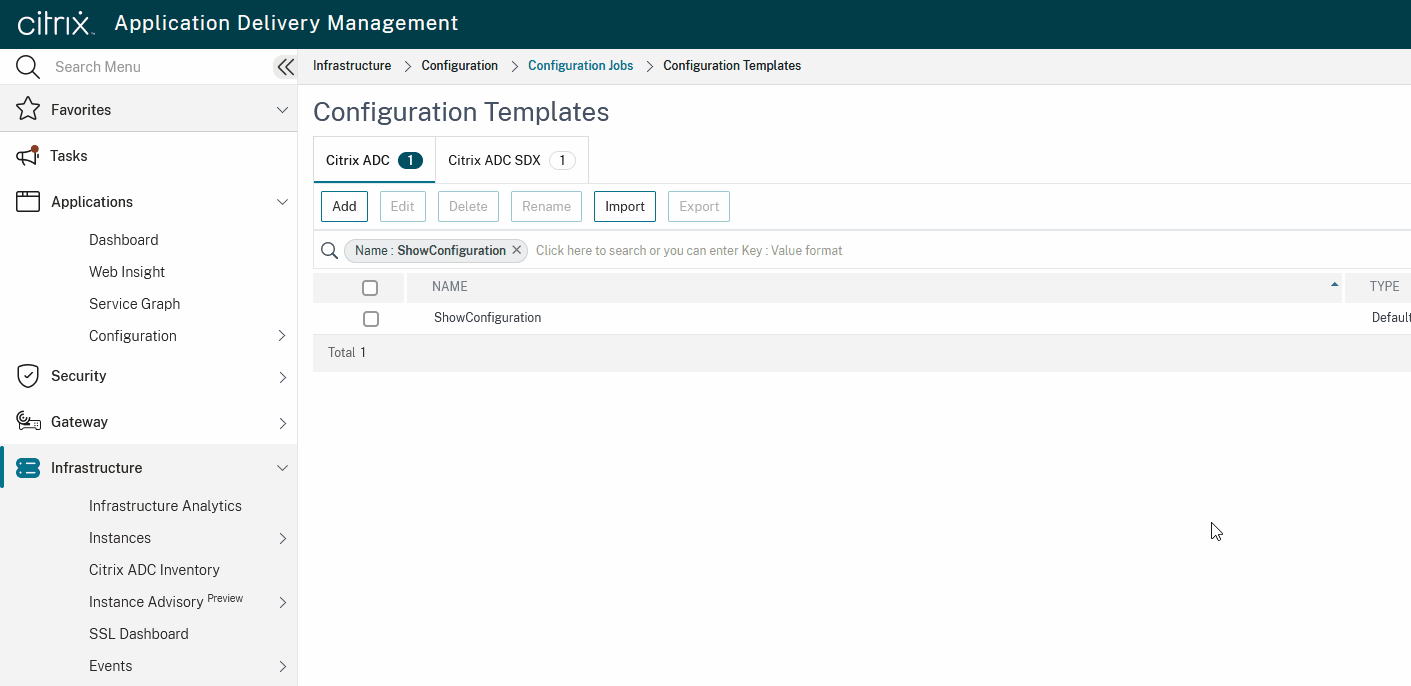 citrix™ Application Delivery Management
Search Menu
Favorites
Tasks
Applications
Dashboard
Web Insight
Service Graph
Configuration
Security
Gateway
Infrastructure
Infrastructure Analytics
Instances
Citrix ADC Inventory
Instance Advisory Preview
SSL Dashboard
Events
Infrastructure > Configuration > Configuration Jobs > Configuration Templates
Configuration Templates
Citrix ADC 1 Citrix ADC SDX 1
Add Edit Delete Rename Import Export
Name : ShowConfiguration × Click here to search or you can enter Key : Value format
NAME TYPE
ShowConfiguration Default
Total 1